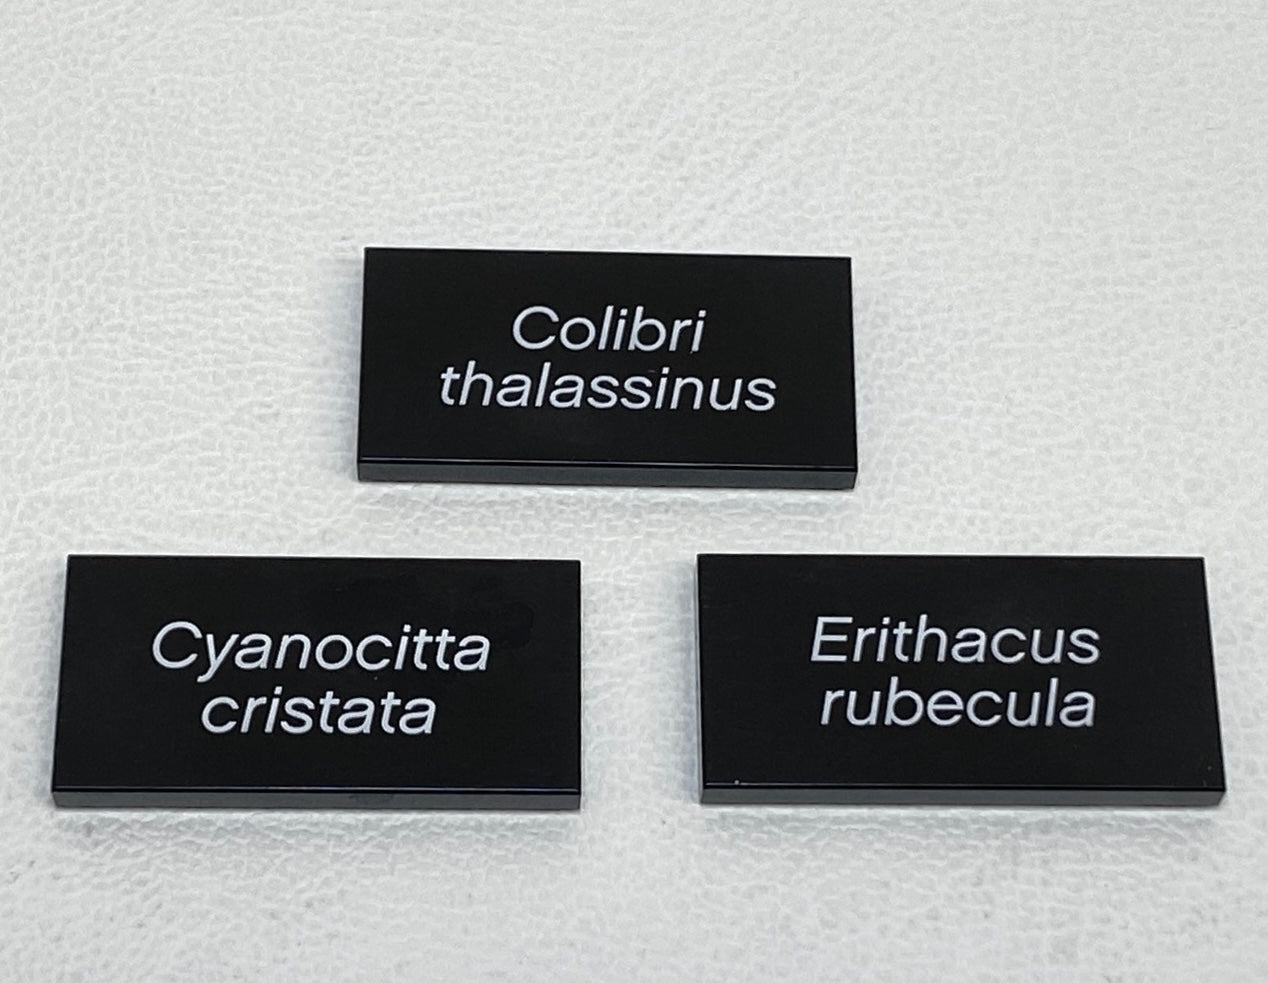 Colibri
thalassinus
Cyanocitta
cristata
Erithacus
rubecula